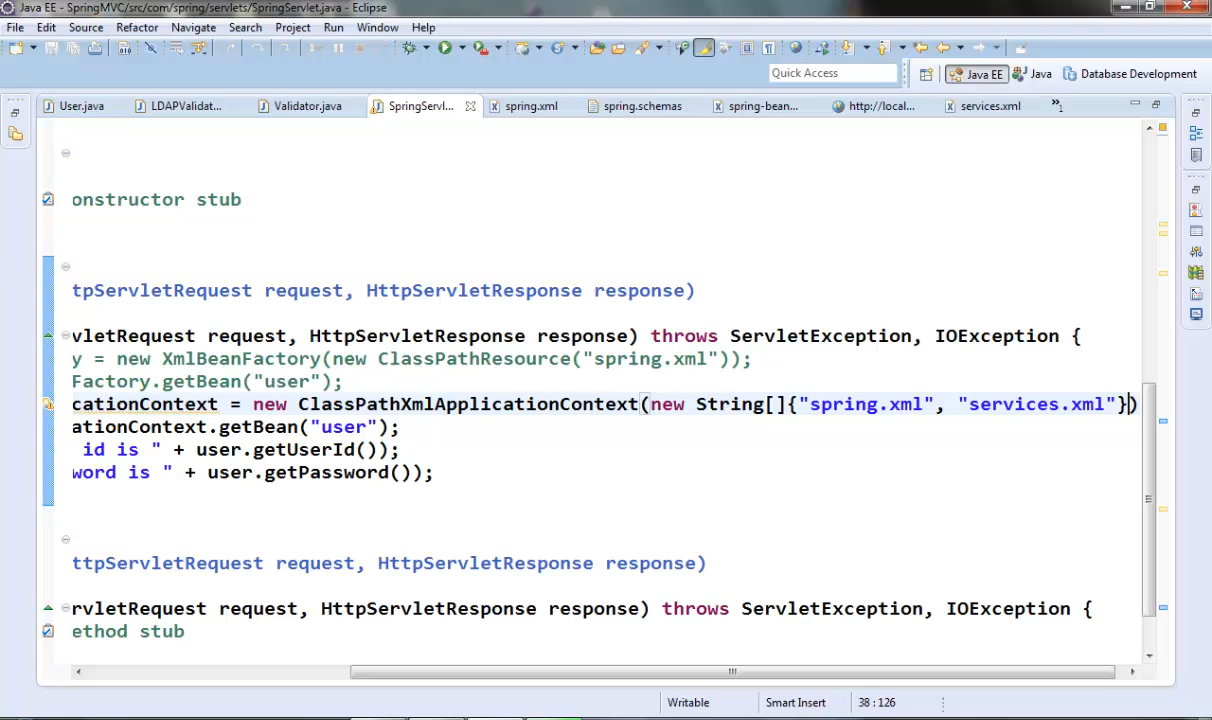 Java EE - SpringMVC/src/com/spring/servlets/SpringServlet.java - Eclipse
File Edit Source Refactor Navigate Search Project Run Window Help
Quick Access
Java EE Java Database Development
User.java LDAPValidat... Validator.java SpringServl... spring.xml spring.schemas spring-bean... http://local... services.xml »1
onstructor stub
tpServletRequest request, HttpServletResponse response)
vletRequest request, HttpServletResponse response) throws ServletException, IOException {
y = new XmlBeanFactory(new ClassPathResource("spring.xml"));
Factory.getBean("user");
cationContext = new ClassPathXmlApplicationContext(new String[]{"spring.xml", "services.xml"})
ationContext.getBean("user");
id is " + user.getUserId());
word is " + user.getPassword());
ttpServletRequest request, HttpServletResponse response)
rvletRequest request, HttpServletResponse response) throws ServletException, IOException {
ethod stub
Writable Smart Insert 38 : 126